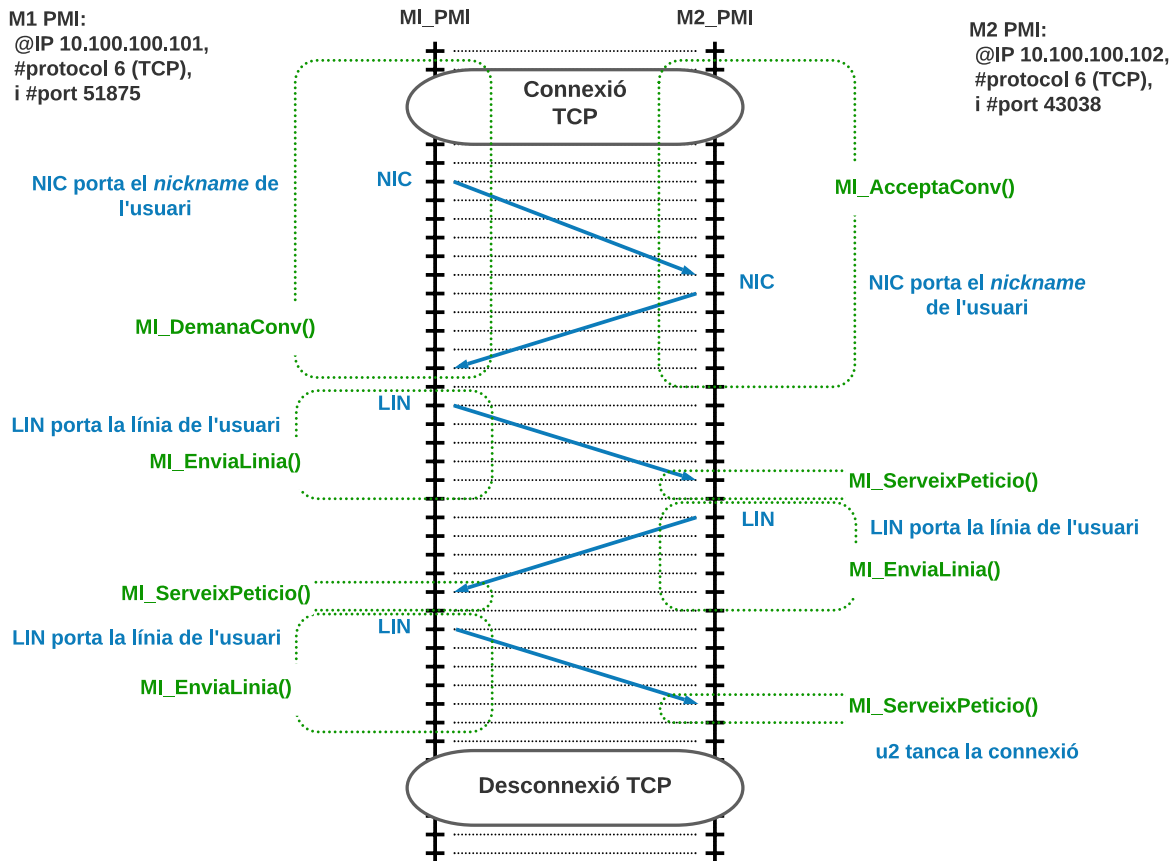 M1 PMI:
@IP 10.100.100.101,
#protocol 6 (TCP),
i #port 51875
MI_PMI
M2_PMI
M2 PMI:
@IP 10.100.100.102,
#protocol 6 (TCP),
i #port 43038
Connexió
TCP
NIC porta el nickname de
l'usuari
NIC
MI_AcceptaConv()
NIC
NIC porta el nickname
de l'usuari
MI_DemanaConv()
LIN
LIN porta la línia de l'usuari
MI_EnviaLinia()
MI_ServeixPeticio()
LIN
LIN porta la línia de l'usuari
MI_EnviaLinia()
MI_ServeixPeticio()
LIN
LIN porta la línia de l'usuari
MI_EnviaLinia()
MI_ServeixPeticio()
u2 tanca la connexió
Desconnexió TCP